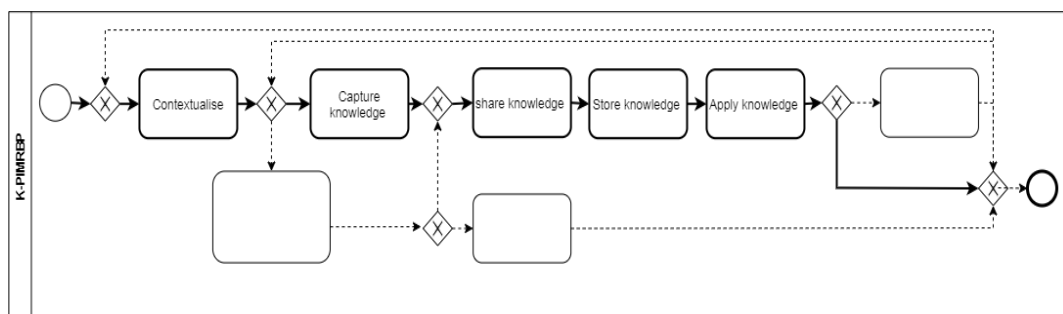 K-PIMRBP
Contextualise
Capture
knowledge
share knowledge
Store knowledge
Apply knowledge